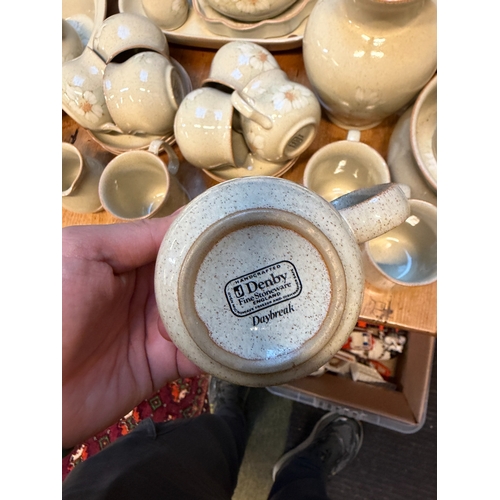 HANDCRAFTED
Denby
Fine Stoneware
ENGLAND
Daybreak